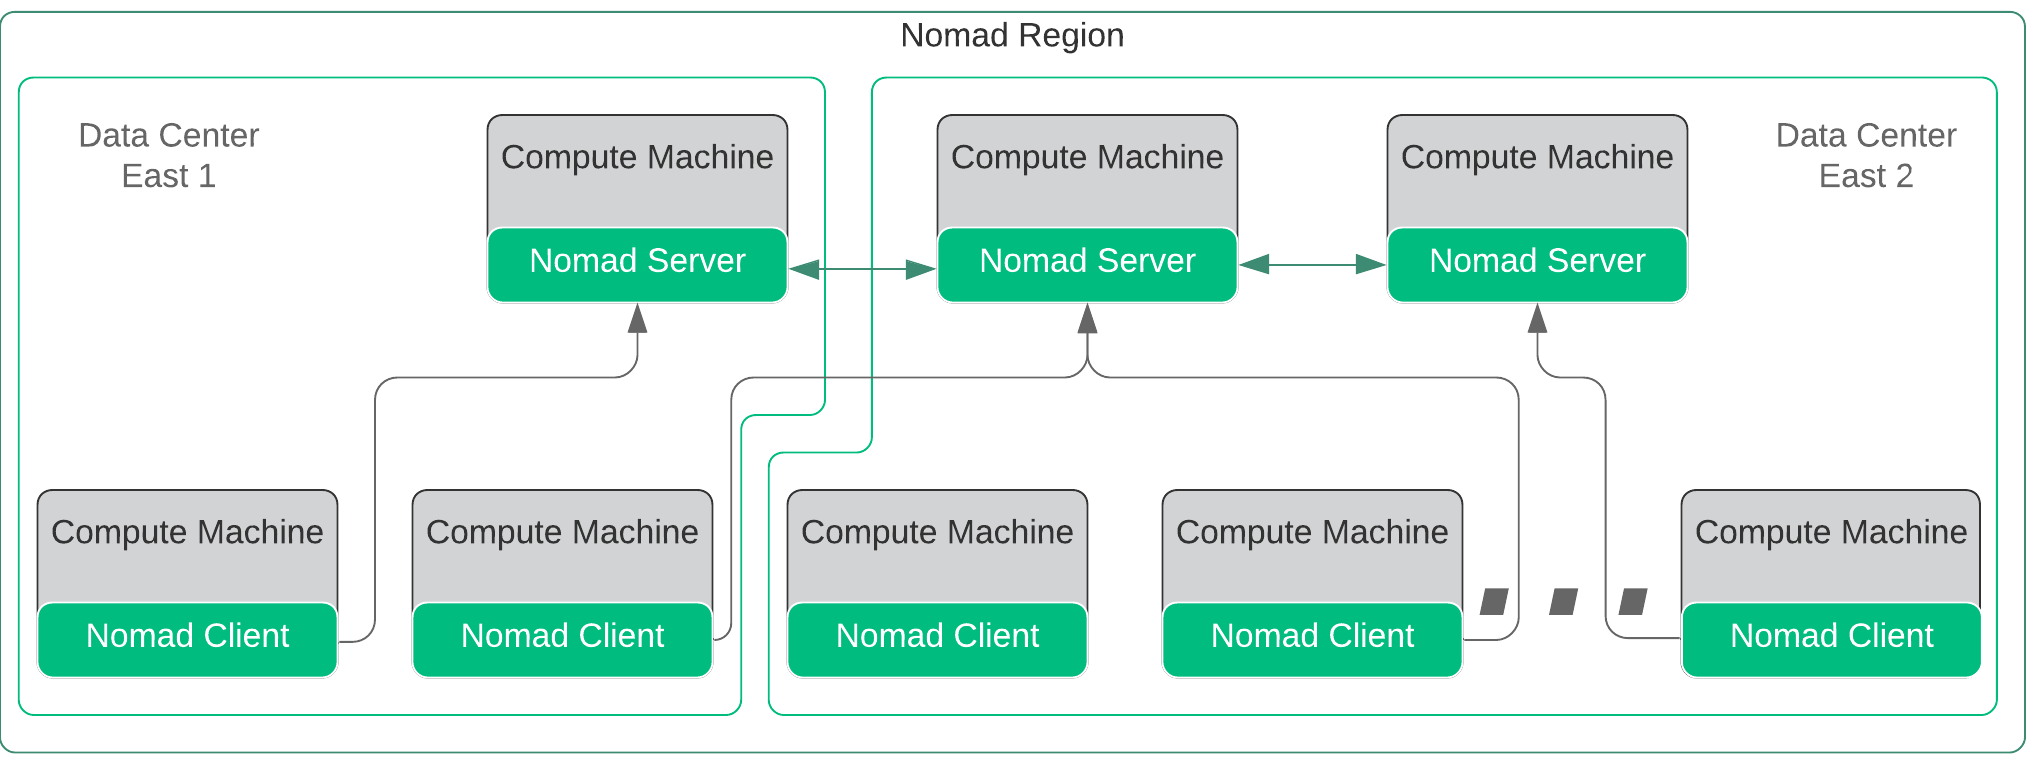 Nomad Region
Data Center
East 1
Compute Machine
Nomad Server
Compute Machine
Nomad Server
Compute Machine
Nomad Server
Data Center
East 2
Compute Machine
Nomad Client
Compute Machine
Nomad Client
Compute Machine
Nomad Client
Compute Machine
Nomad Client
...
Compute Machine
Nomad Client